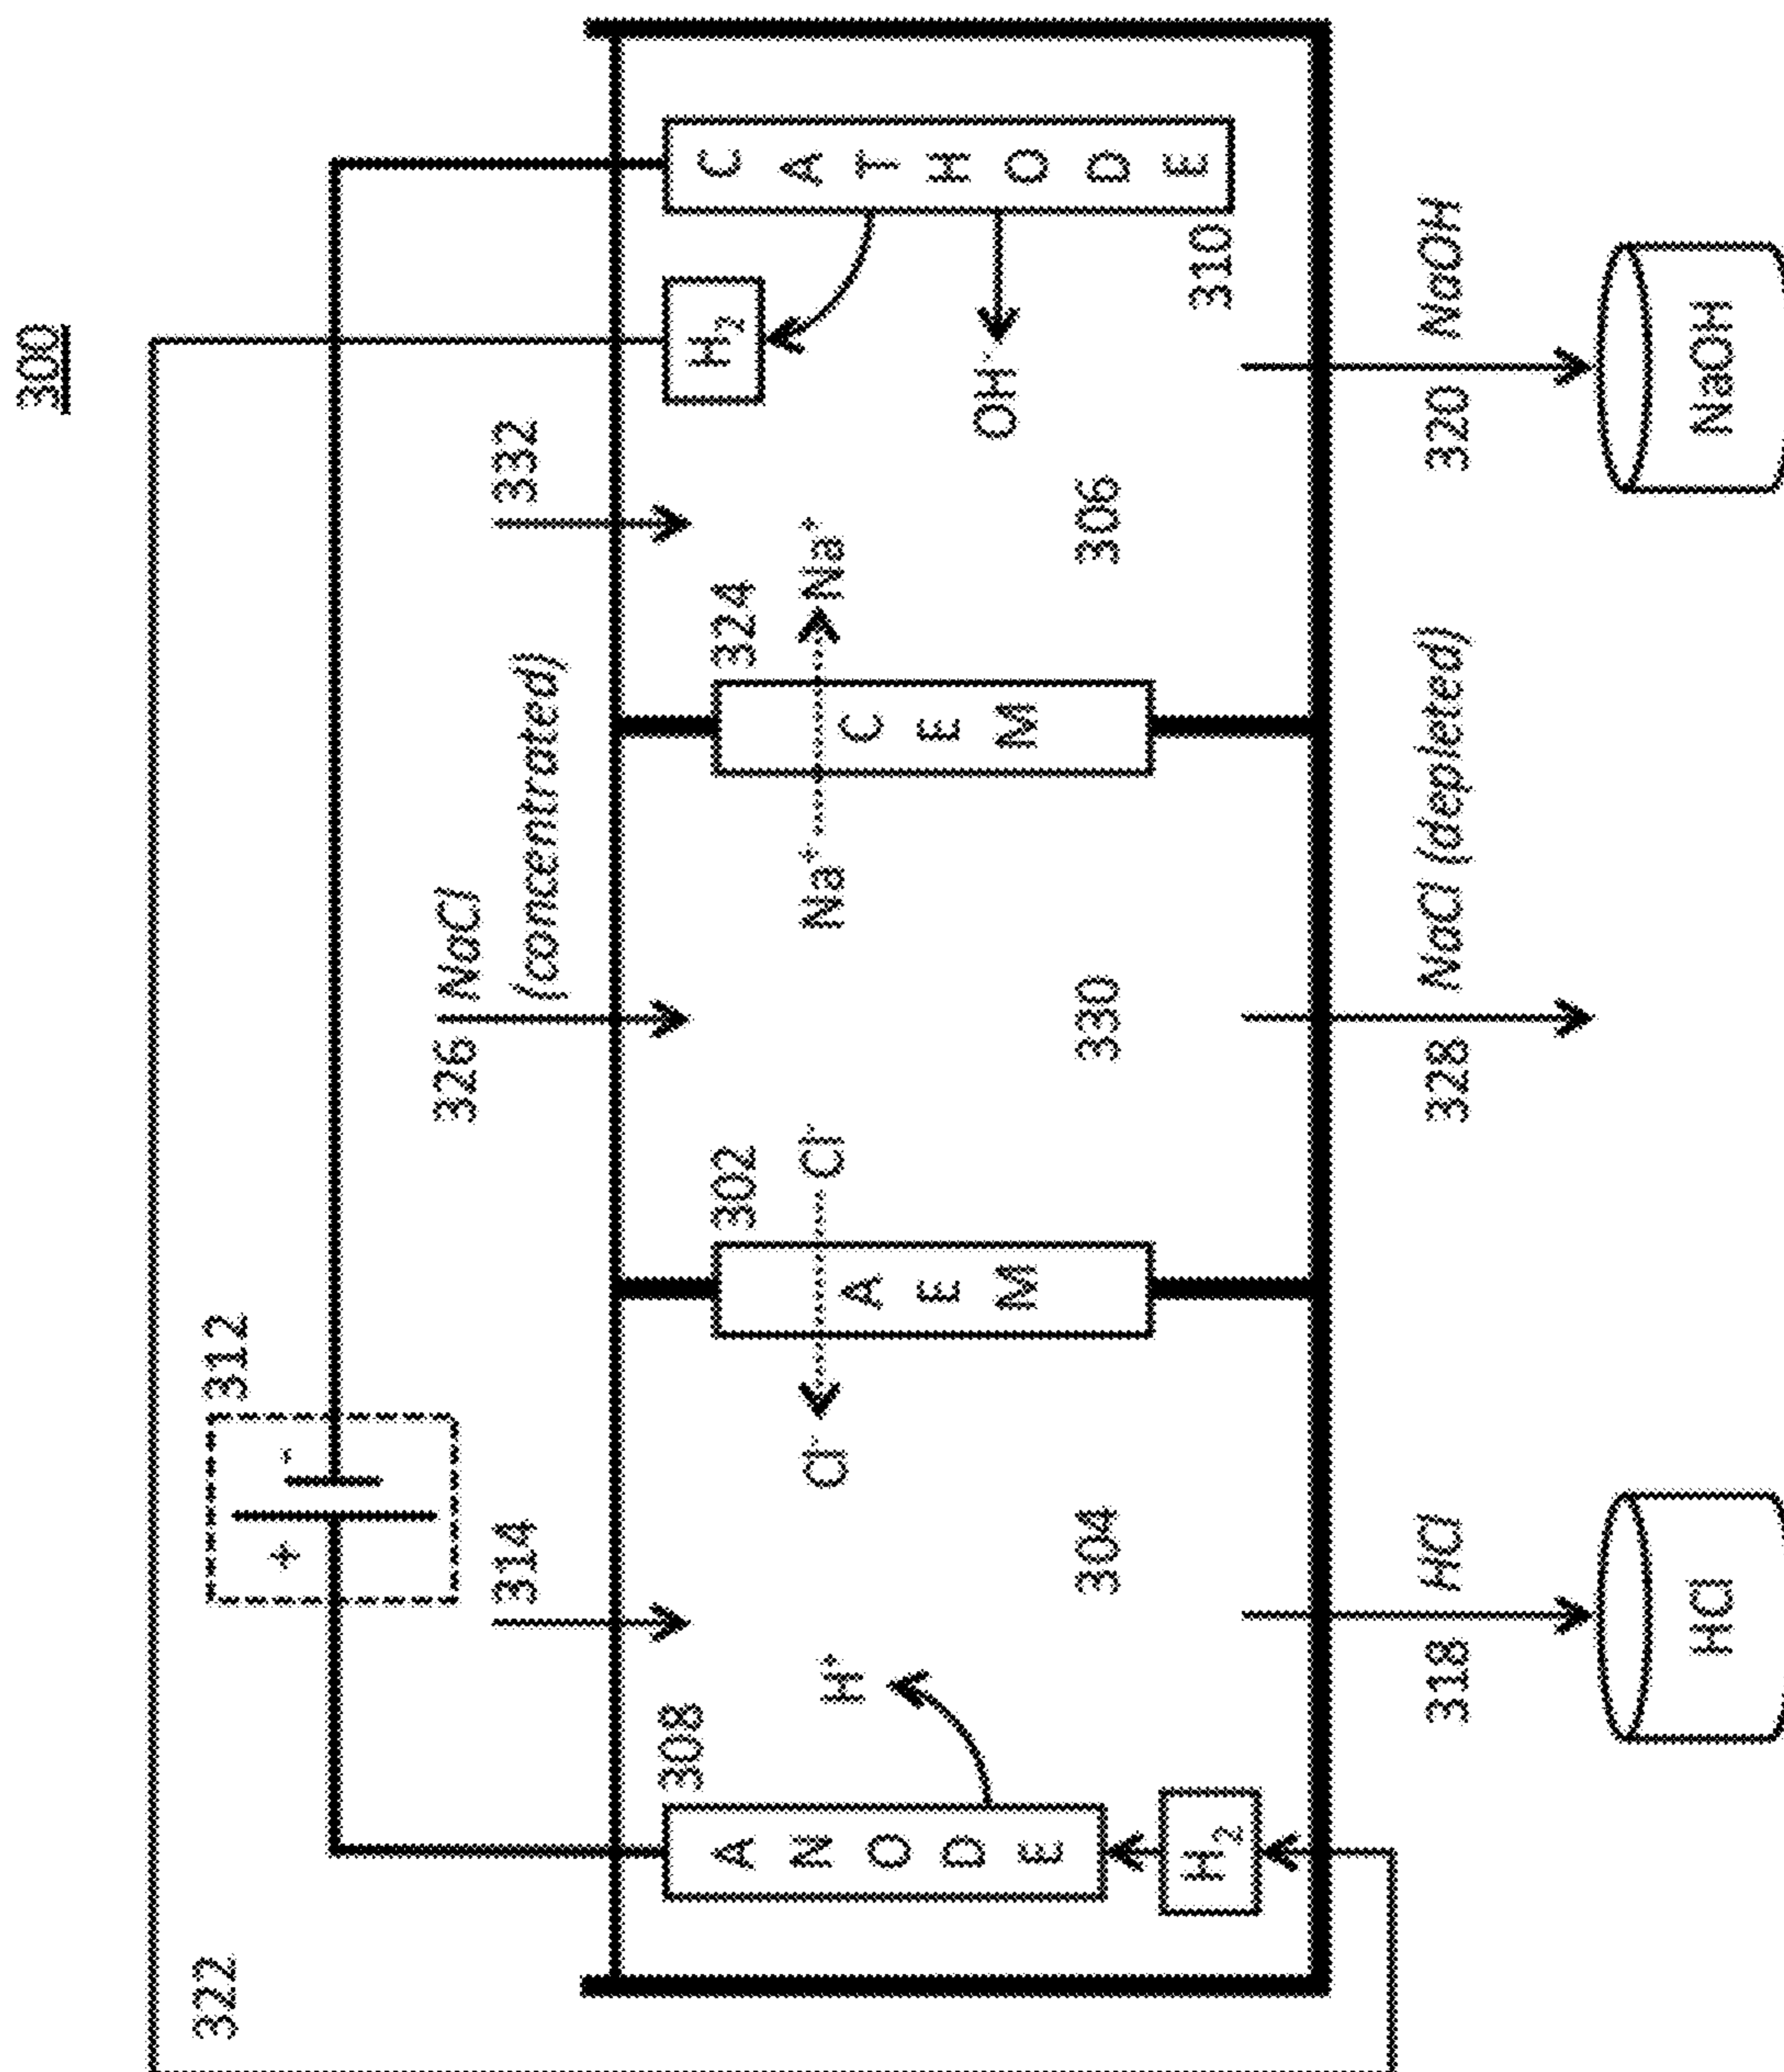 300
322
312
+ -
326 NaCl
(concentrated)
314
332
308
302
324
H₂
ANODE
AEM
CEM
CATHODE
H⁺
Cl⁻
Cl⁻
Na⁺
Na⁺
OH⁻
304
330
306
H₂
310
318 HCl
328 NaCl (depleted)
320 NaOH
HCl
NaOH